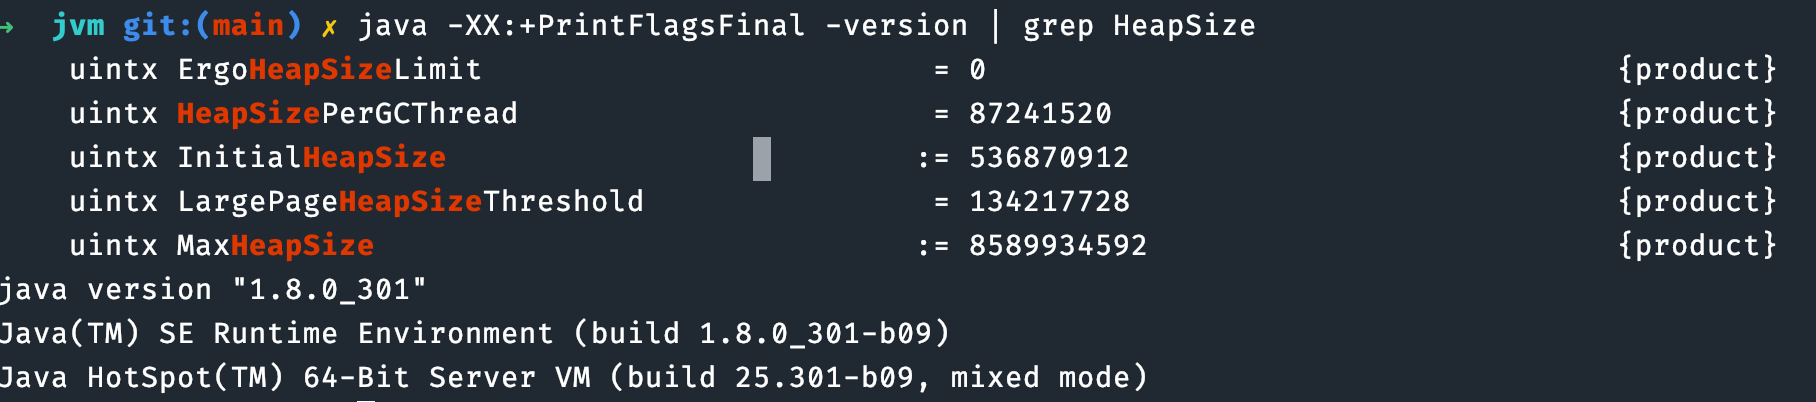 → jvm git:(main) ✗ java -XX:+PrintFlagsFinal -version | grep HeapSize
uintx ErgoHeapSizeLimit = 0 {product}
uintx HeapSizePerGCThread = 87241520 {product}
uintx InitialHeapSize := 536870912 {product}
uintx LargePageHeapSizeThreshold = 134217728 {product}
uintx MaxHeapSize := 8589934592 {product}
java version "1.8.0_301"
Java(TM) SE Runtime Environment (build 1.8.0_301-b09)
Java HotSpot(TM) 64-Bit Server VM (build 25.301-b09, mixed mode)